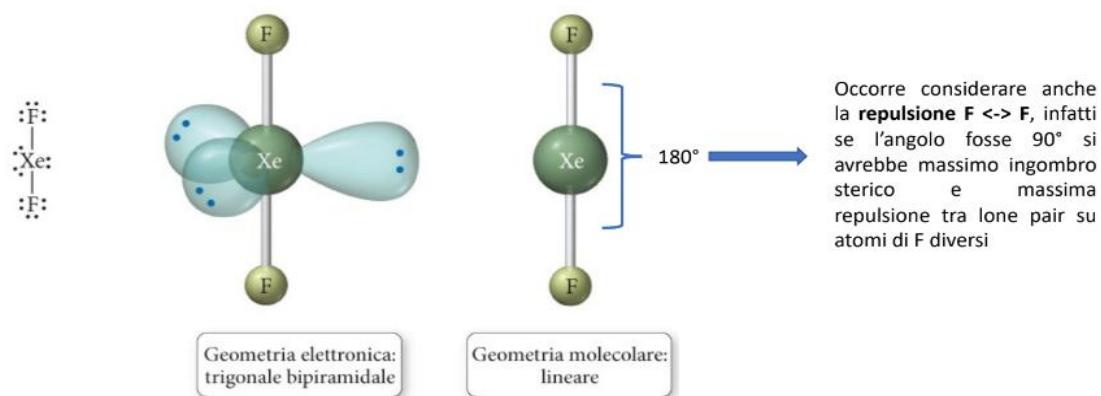 F
Xe
F
F
Xe
F
F
Xe
F
180°
Occorre considerare anche
la repulsione F <-> F, infatti
se l'angolo fosse 90° si
avrebbe massimo ingombro
sterico e massima
repulsione tra lone pair su
atomi di F diversi
Geometria elettronica:
trigonale bipiramidale
Geometria molecolare:
lineare